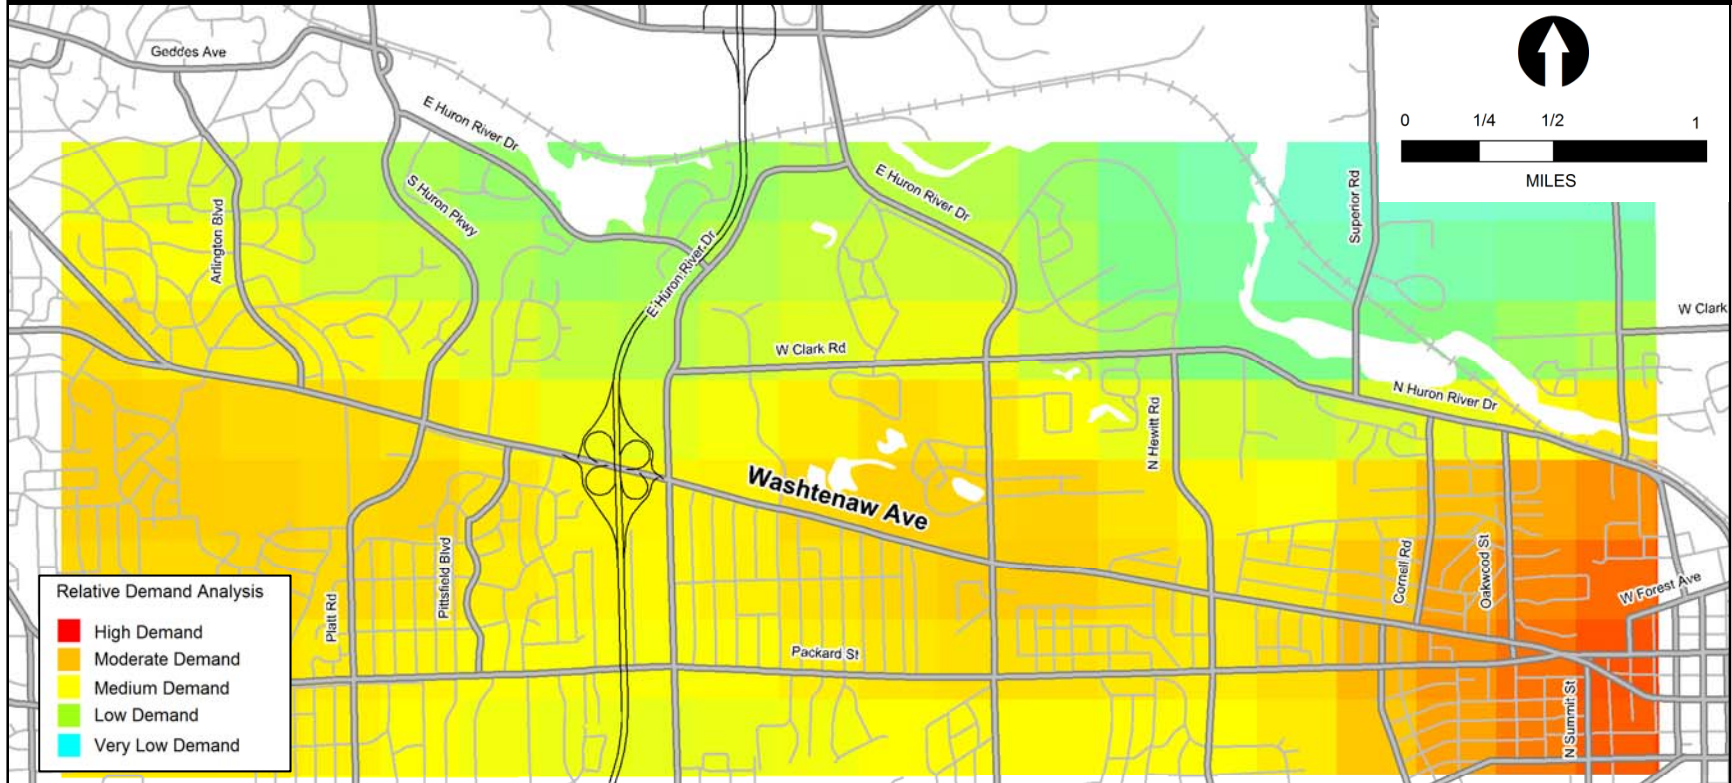 Geddes Ave
E Huron River Dr
S Huron Pkwy
Arlington Blvd
E Huron River Dr
E Huron River Dr
Superior Rd
0 1/4 1/2 1
MILES
W Clark
W Clark Rd
N Huron River Dr
N Hewitt Rd
Washtenaw Ave
Platt Rd
Pittsfield Blvd
Packard St
Cornell Rd
Oakwood St
W Forest Ave
N Summit St
Relative Demand Analysis
High Demand
Moderate Demand
Medium Demand
Low Demand
Very Low Demand